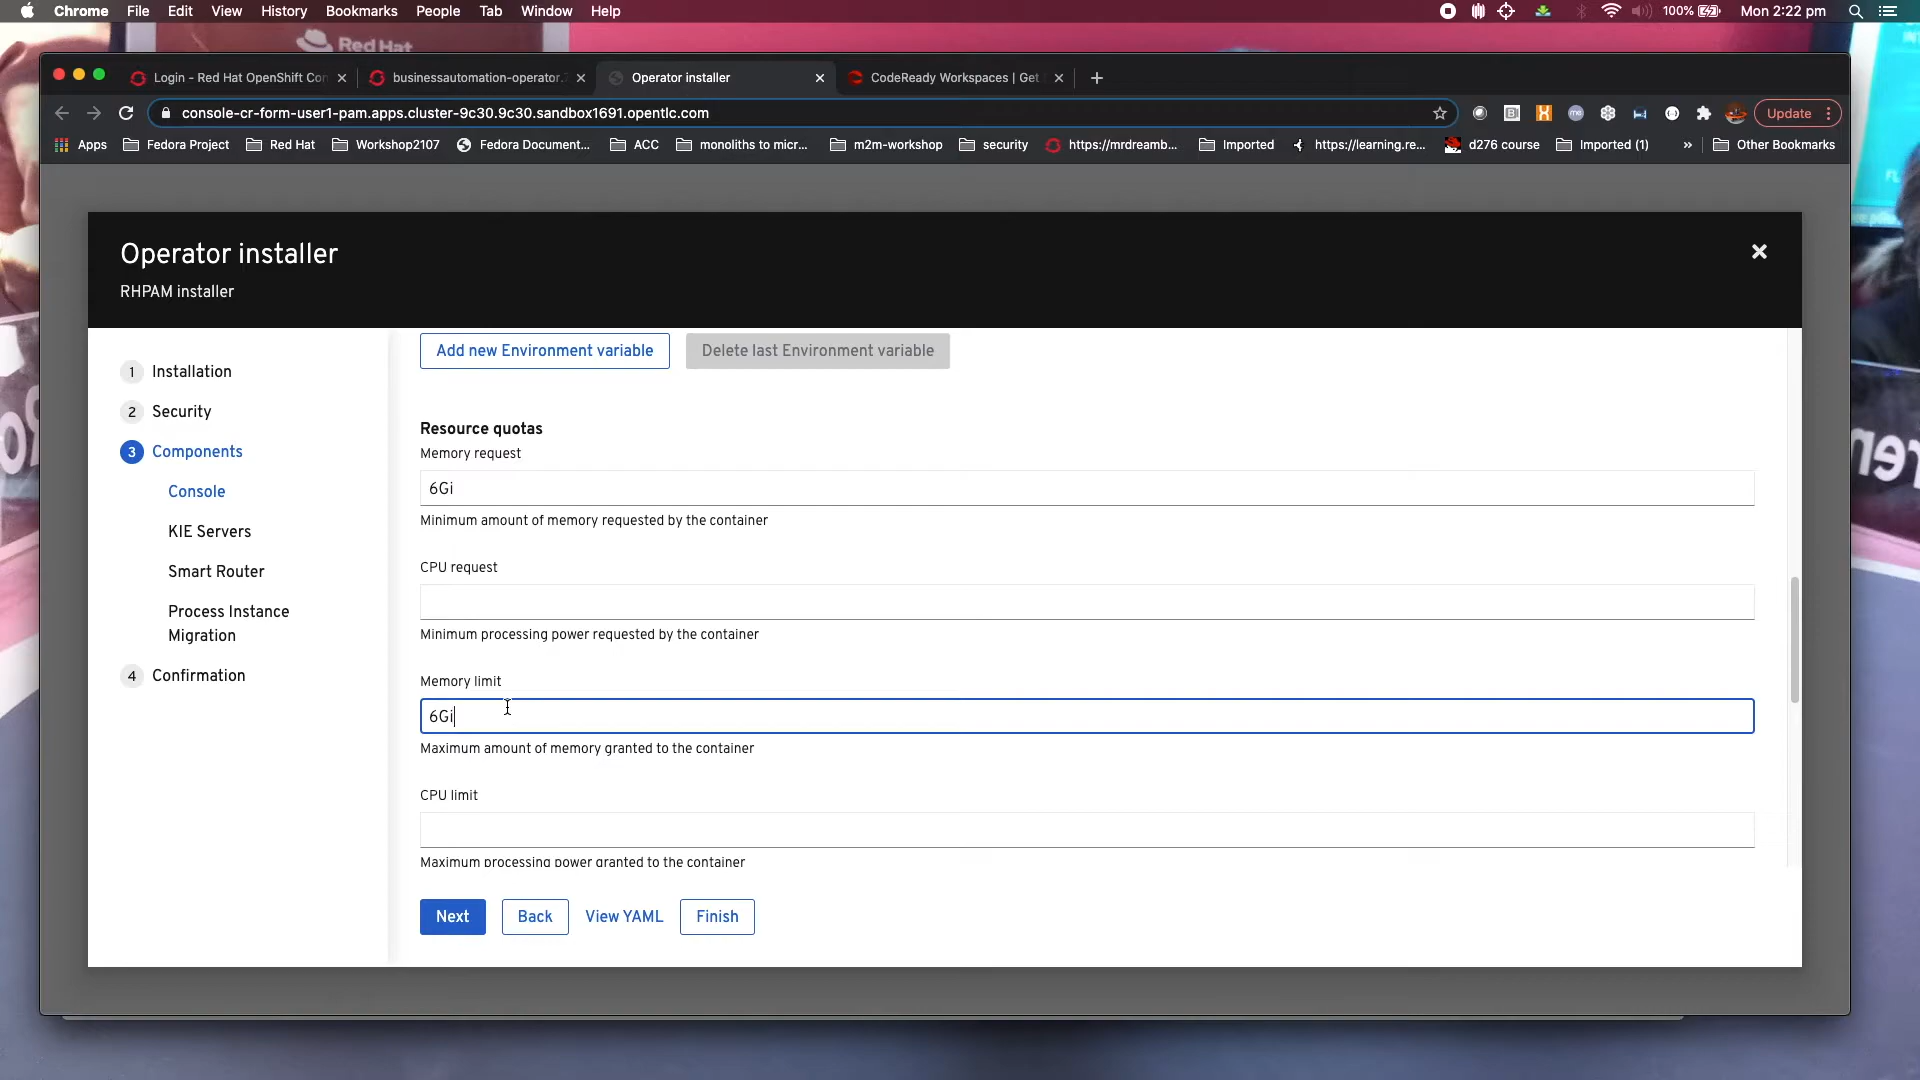 Chrome File Edit View History Bookmarks People Tab Window Help 100% Mon 2:22 pm
Red Hat
Login - Red Hat OpenShift Con businessautomation-operator. Operator installer CodeReady Workspaces | Get
console-cr-form-user1-pam.apps.cluster-9c30.9c30.sandbox1691.opentlc.com Update
Apps Fedora Project Red Hat Workshop2107 Fedora Document... ACC monoliths to micr... m2m-workshop security https://mrdreamb... Imported https://learning.re... d276 course Imported (1) » Other Bookmarks
Operator installer
RHPAM installer
1 Installation
2 Security
3 Components
Console
KIE Servers
Smart Router
Process Instance
Migration
4 Confirmation
Add new Environment variable Delete last Environment variable
Resource quotas
Memory request
6Gi
Minimum amount of memory requested by the container
CPU request
Minimum processing power requested by the container
Memory limit
6Gi
Maximum amount of memory granted to the container
CPU limit
Maximum processing power granted to the container
Next Back View YAML Finish